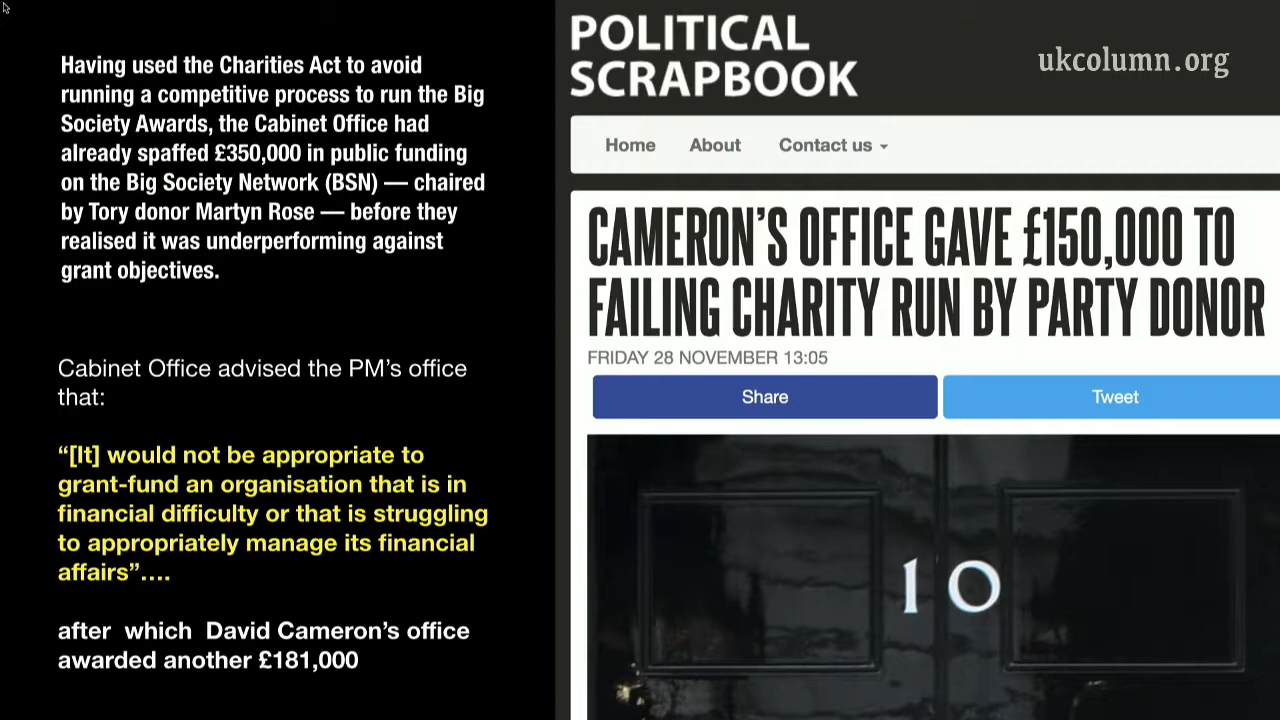 Having used the Charities Act to avoid
running a competitive process to run the Big
Society Awards, the Cabinet Office had
already spaffed £350,000 in public funding
on the Big Society Network (BSN) — chaired
by Tory donor Martyn Rose — before they
realised it was underperforming against
grant objectives.
Cabinet Office advised the PM’s office
that:
“[It] would not be appropriate to
grant-fund an organisation that is in
financial difficulty or that is struggling
to appropriately manage its financial
affairs”....
after which David Cameron’s office
awarded another £181,000
POLITICAL
SCRAPBOOK
ukcolumn.org
Home About Contact us
CAMERON’S OFFICE GAVE £150,000 TO
FAILING CHARITY RUN BY PARTY DONOR
FRIDAY 28 NOVEMBER 13:05
Share Tweet
10